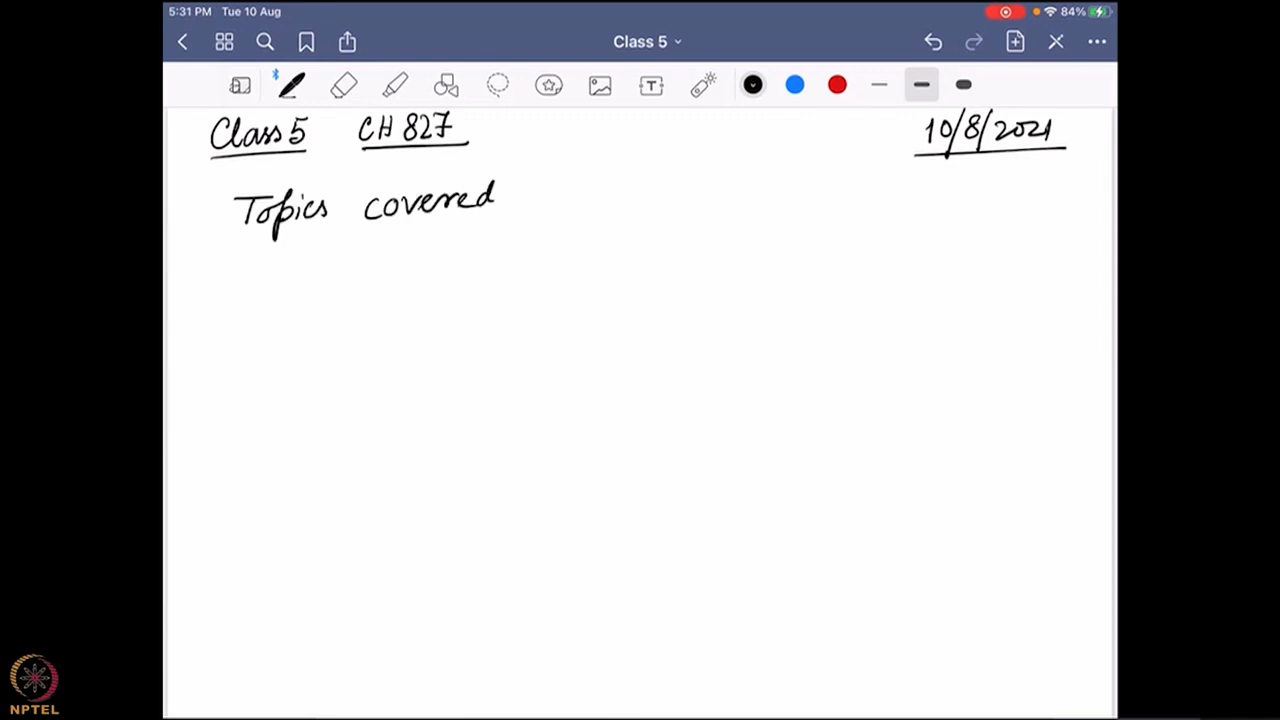 5:31 PM Tue 10 Aug 84%
Class 5
T
Class 5 CH 827 10/8/2021
Topics covered
NPTEL